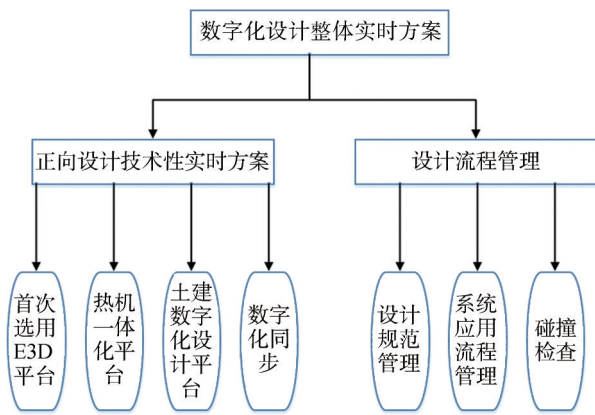 数字化设计整体实时方案
正向设计技术性实时方案
设计流程管理
首次
选用
E3D
平台
热机
一体
化平
台
土建
数字
化设
计平
台
数字
化同
步
设计
规范
管理
系统
应用
流程
管理
碰撞
检查